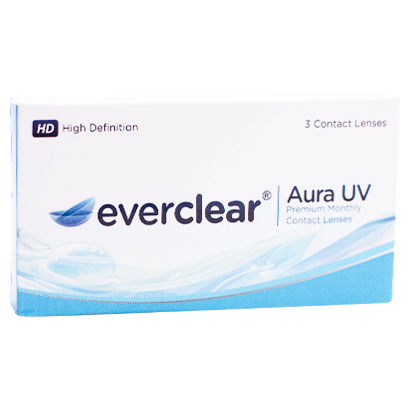 HD High Definition
3 Contact Lenses
everclear®
Aura UV
Premium Monthly
Contact Lenses